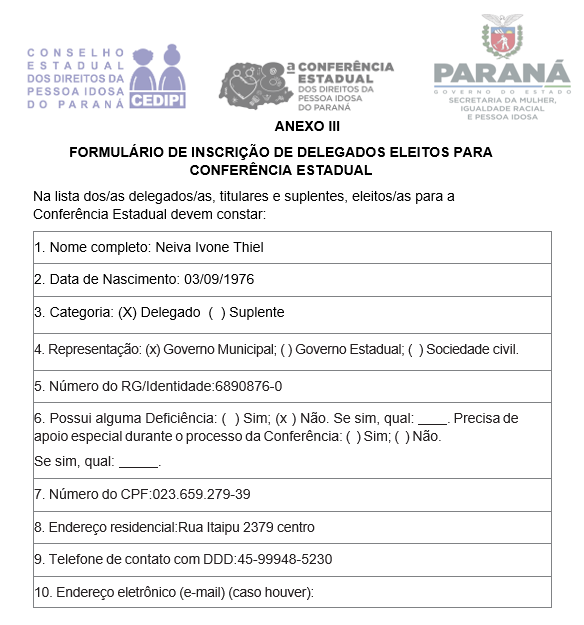 CONSELHO
ESTADUAL
DOS DIREITOS DA
PESSOA IDOSA
DO PARANÁ
CEDIPI
8ª CONFERÊNCIA
ESTADUAL
DOS DIREITOS DA
PESSOA IDOSA
DO PARANÁ
PARANÁ
GOVERNO DO ESTADO
SECRETARIA DA MULHER,
IGUALDADE RACIAL
E PESSOA IDOSA
ANEXO III
FORMULÁRIO DE INSCRIÇÃO DE DELEGADOS ELEITOS PARA
CONFERÊNCIA ESTADUAL
Na lista dos/as delegados/as, titulares e suplentes, eleitos/as para a
Conferência Estadual devem constar:
1. Nome completo: Neiva Ivone Thiel
2. Data de Nascimento: 03/09/1976
3. Categoria: (X) Delegado ( ) Suplente
4. Representação: (x) Governo Municipal; ( ) Governo Estadual; ( ) Sociedade civil.
5. Número do RG/Identidade:6890876-0
6. Possui alguma Deficiência: ( ) Sim; (x ) Não. Se sim, qual: ____. Precisa de
apoio especial durante o processo da Conferência: ( ) Sim; ( ) Não.
Se sim, qual: _____.
7. Número do CPF:023.659.279-39
8. Endereço residencial:Rua Itaipu 2379 centro
9. Telefone de contato com DDD:45-99948-5230
10. Endereço eletrônico (e-mail) (caso houver):